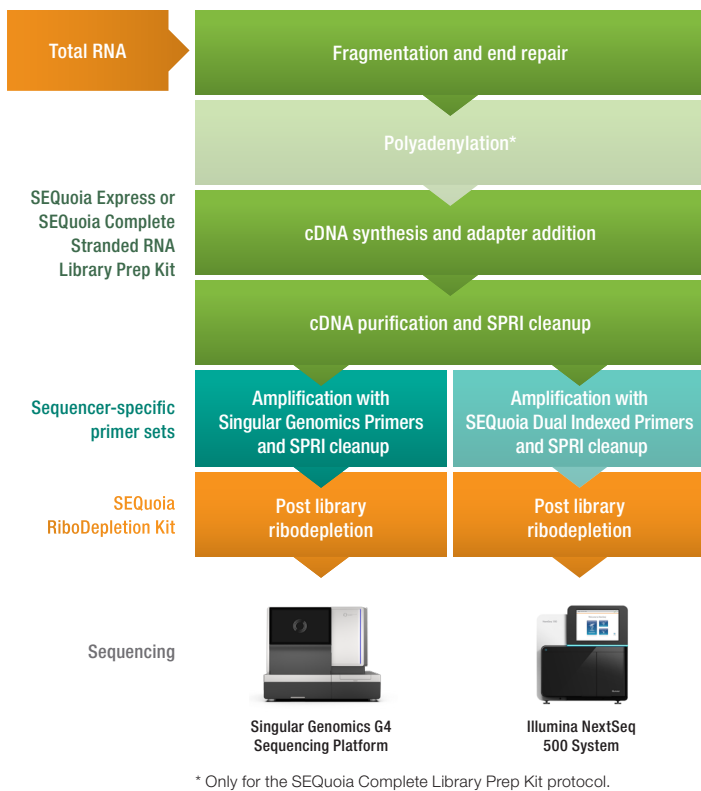 Total RNA
Fragmentation and end repair
Polyadenylation*
SEQuoia Express or
SEQuoia Complete
Stranded RNA
Library Prep Kit
cDNA synthesis and adapter addition
cDNA purification and SPRI cleanup
Sequencer-specific
primer sets
Amplification with
Singular Genomics Primers
and SPRI cleanup
Amplification with
SEQuoia Dual Indexed Primers
and SPRI cleanup
SEQuoia
RiboDepletion Kit
Post library
ribodepletion
Post library
ribodepletion
Sequencing
Singular Genomics G4
Sequencing Platform
Illumina NextSeq
500 System
* Only for the SEQuoia Complete Library Prep Kit protocol.